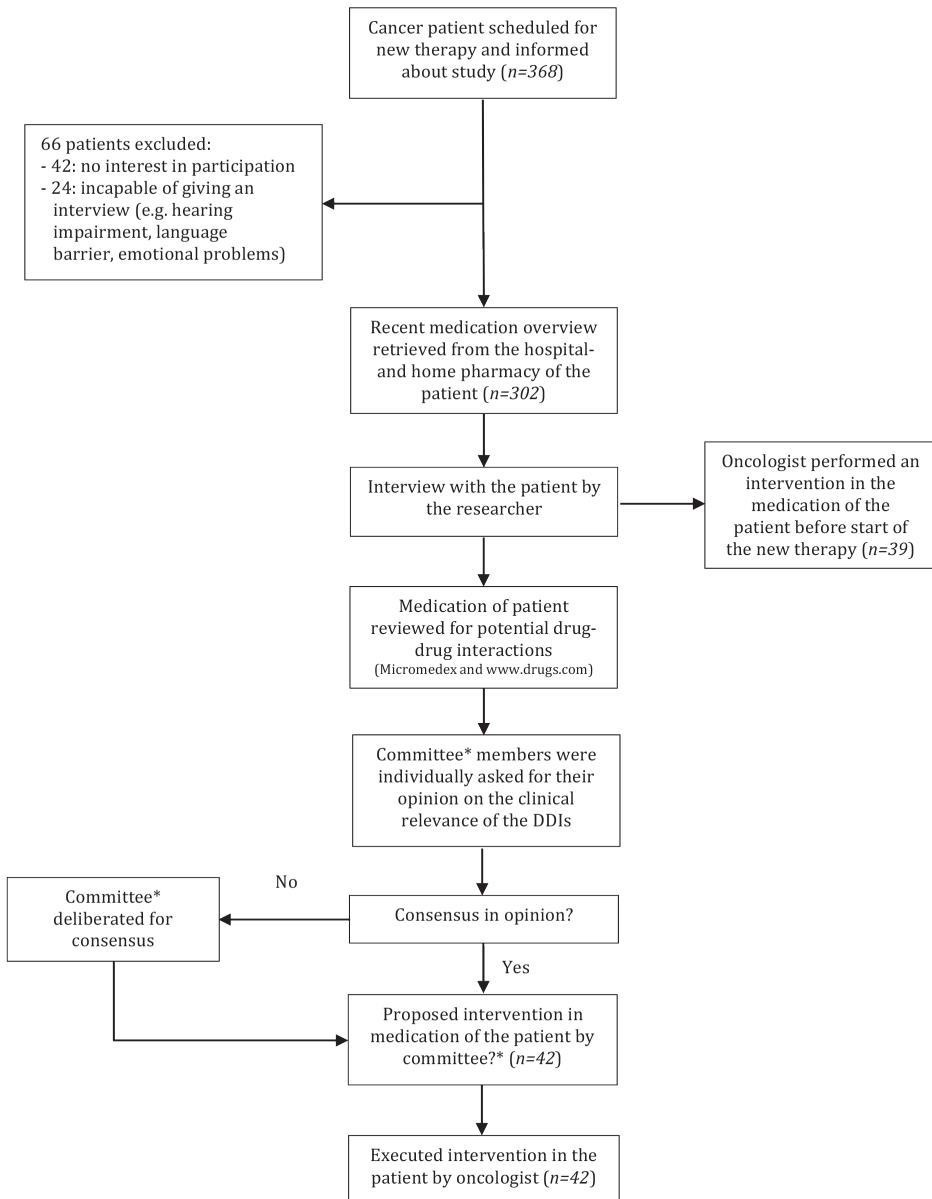 Cancer patient scheduled for
new therapy and informed
about study (n=368)
66 patients excluded:
- 42: no interest in participation
- 24: incapable of giving an
interview (e.g. hearing
impairment, language
barrier, emotional problems)
Recent medication overview
retrieved from the hospital-
and home pharmacy of the
patient (n=302)
Interview with the patient by
the researcher
Oncologist performed an
intervention in the
medication of the
patient before start of
the new therapy (n=39)
Medication of patient
reviewed for potential drug-
drug interactions
(Micromedex and www.drugs.com)
Committee* members were
individually asked for their
opinion on the clinical
relevance of the DDIs
No
Committee*
deliberated for
consensus
Consensus in opinion?
Yes
Proposed intervention in
medication of the patient by
committee?* (n=42)
Executed intervention in the
patient by oncologist (n=42)